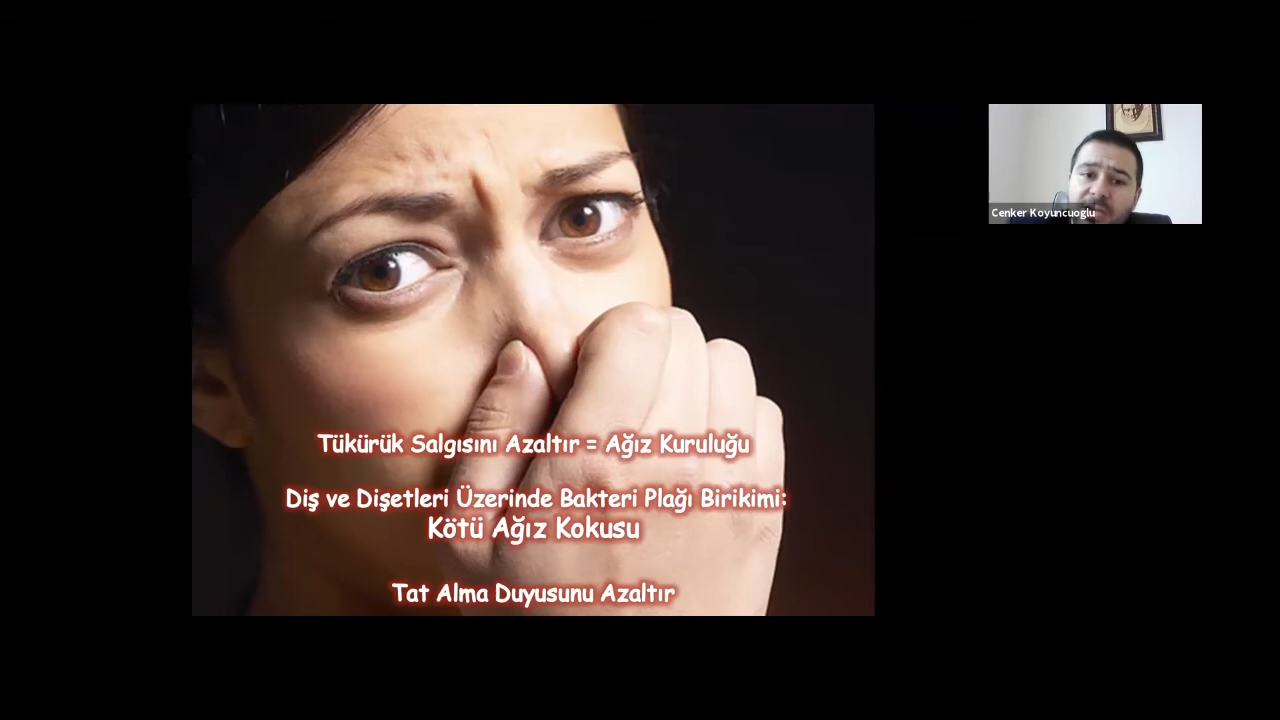 Tükürük Salgısını Azaltır = Ağız Kuruluğu
Diş ve Dişetleri Üzerinde Bakteri Plağı Birikimi:
Kötü Ağız Kokusu
Tat Alma Duyusunu Azaltır
Cenker Koyuncuoglu